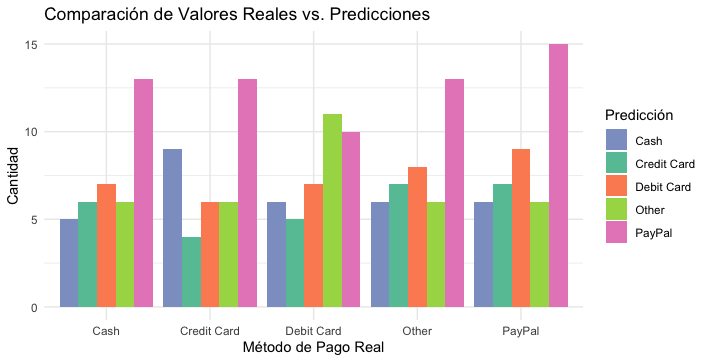 Comparación de Valores Reales vs. Predicciones
Cantidad
15
10
5
0
Cash
Credit Card
Debit Card
Other
PayPal
Método de Pago Real
Predicción
Cash
Credit Card
Debit Card
Other
PayPal